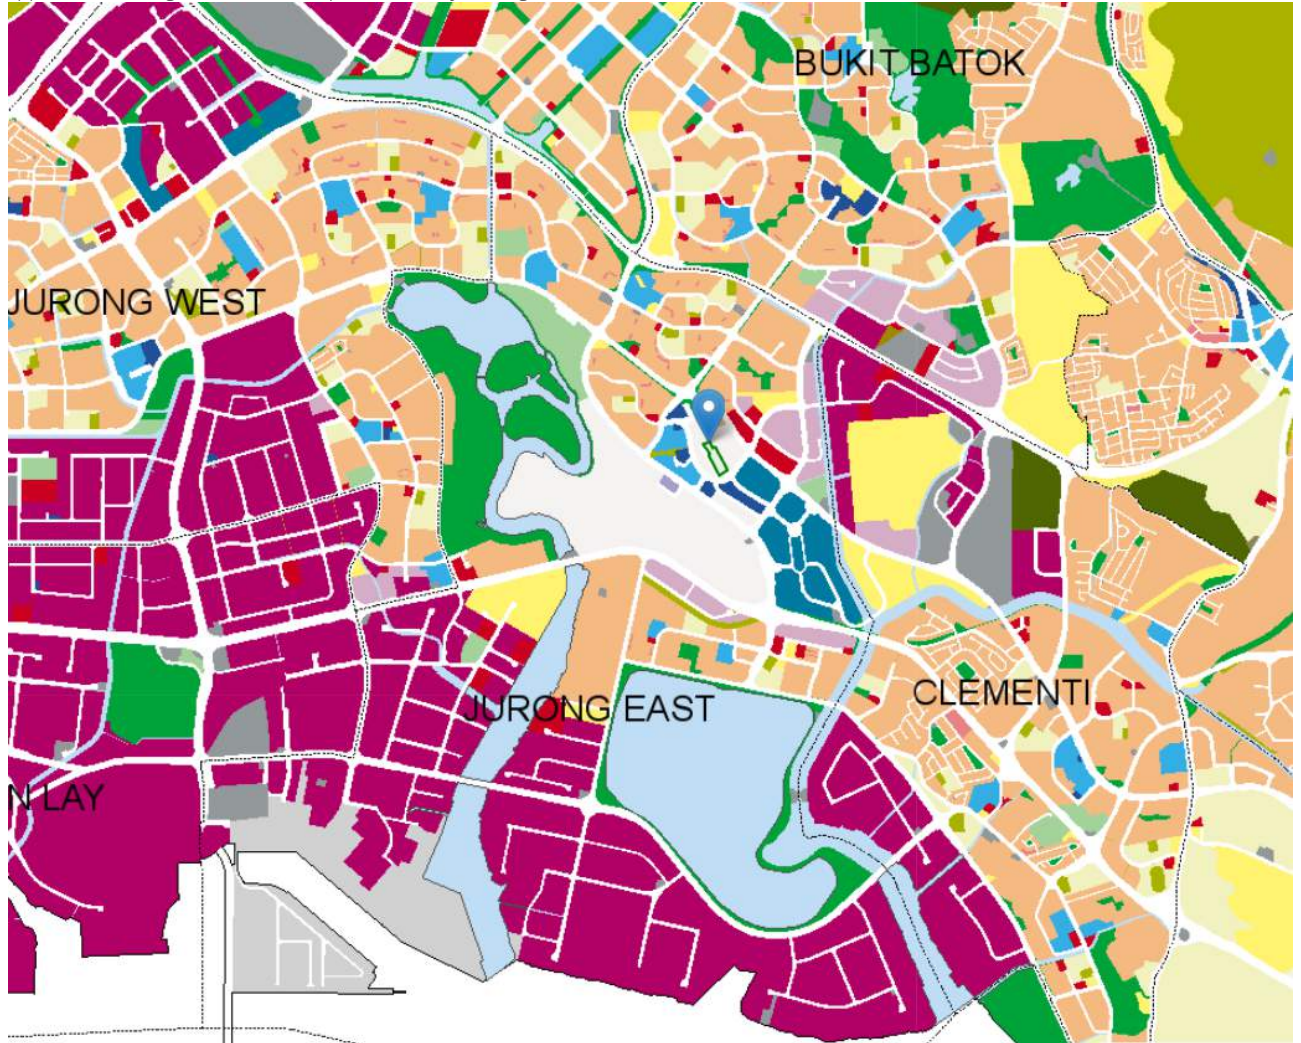 BUKIT BATOK
JURONG WEST
JURONG EAST
CLEMENTI
N LAY